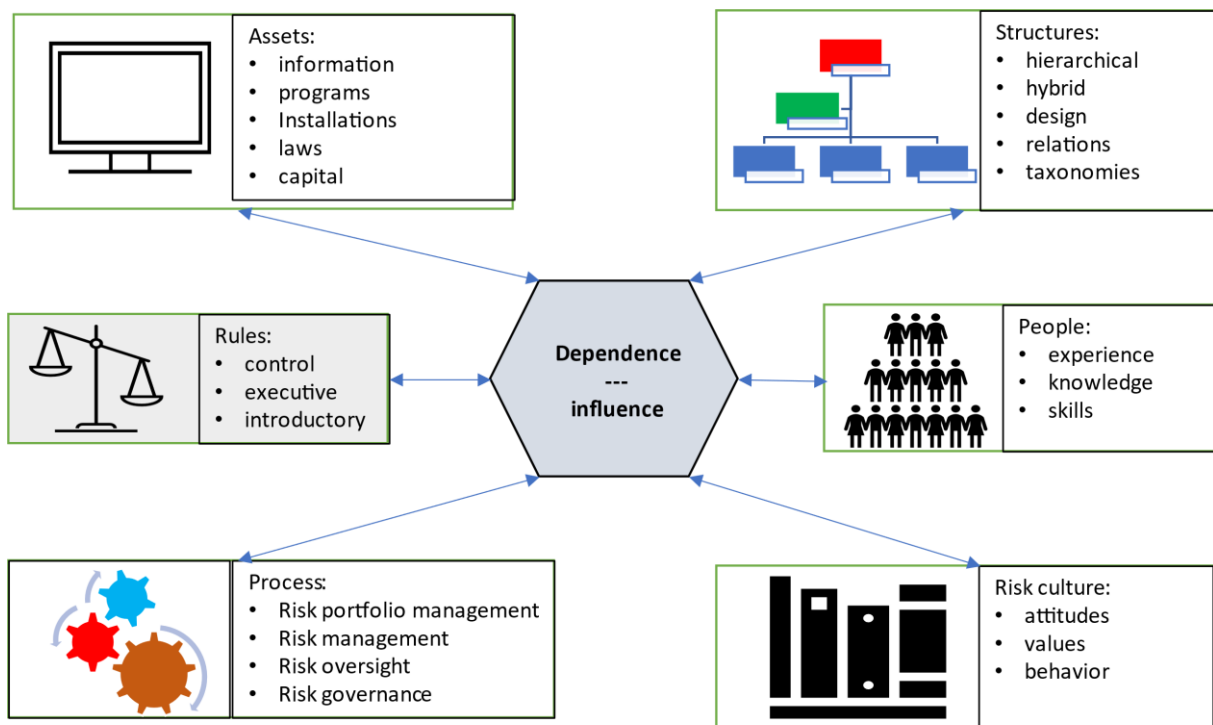 Assets:
• information
• programs
• Installations
• laws
• capital
Structures:
• hierarchical
• hybrid
• design
• relations
• taxonomies
Rules:
• control
• executive
• introductory
Dependence
---
influence
People:
• experience
• knowledge
• skills
Process:
• Risk portfolio management
• Risk management
• Risk oversight
• Risk governance
Risk culture:
• attitudes
• values
• behavior